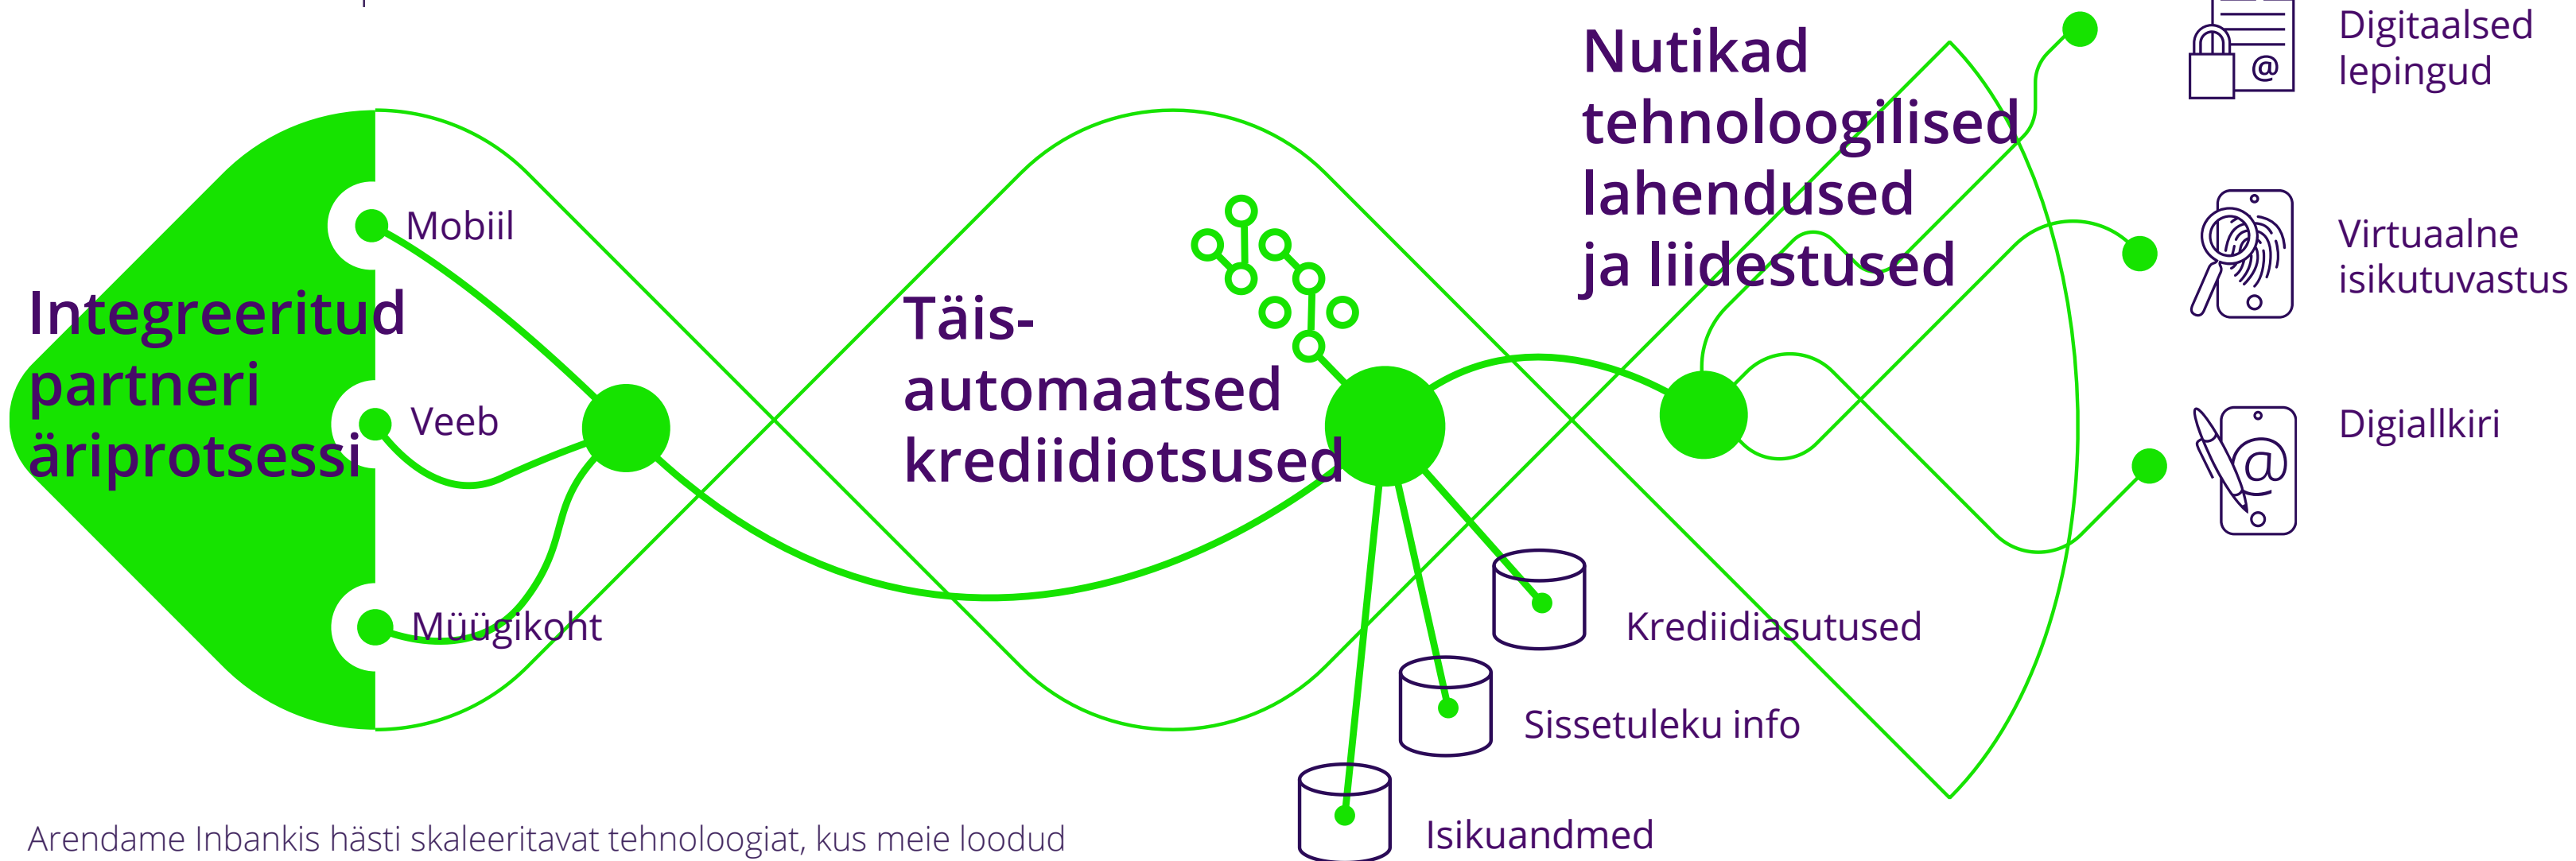 Integreeritud
partneri
äriprotsessi
Mobiil
Veeb
Müügikoht
Täis-
automaatsed
krediidiotsused
Nutikad
tehnoloogilised
lahendused
ja liidestused
Krediidiasutused
Sissetuleku info
Isikuandmed
@
Digitaalsed
lepingud
Virtuaalne
isikutuvastus
@
Digiallkiri
Arendame Inbankis hästi skaleeritavat tehnoloogiat, kus meie loodud